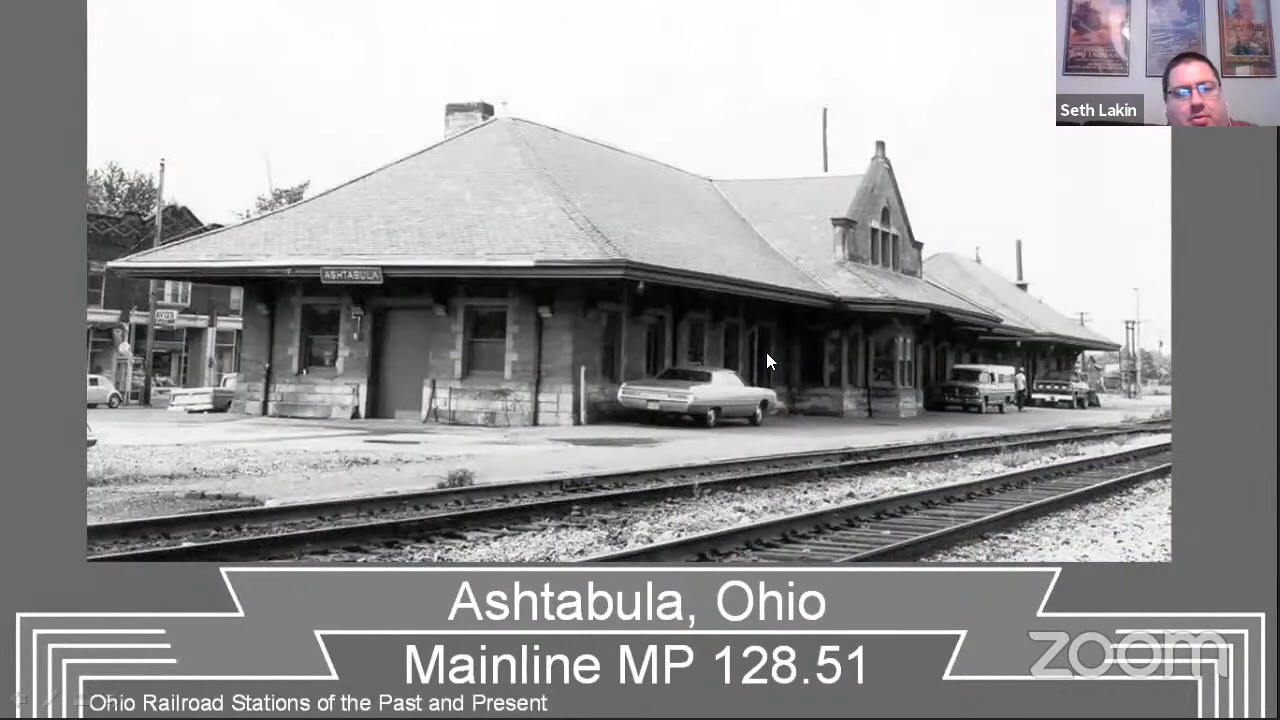 Seth Lakin
ASHTABULA
Ashtabula, Ohio
Mainline MP 128.51
zoom
Ohio Railroad Stations of the Past and Present